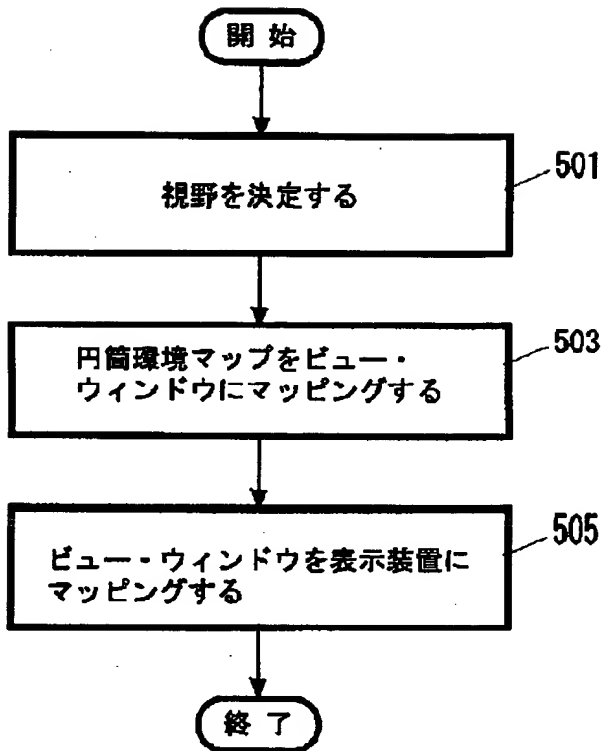 開始
視野を決定する
501
円筒環境マップをビュー・
ウィンドウにマッピングする
503
ビュー・ウィンドウを表示装置に
マッピングする
505
終了